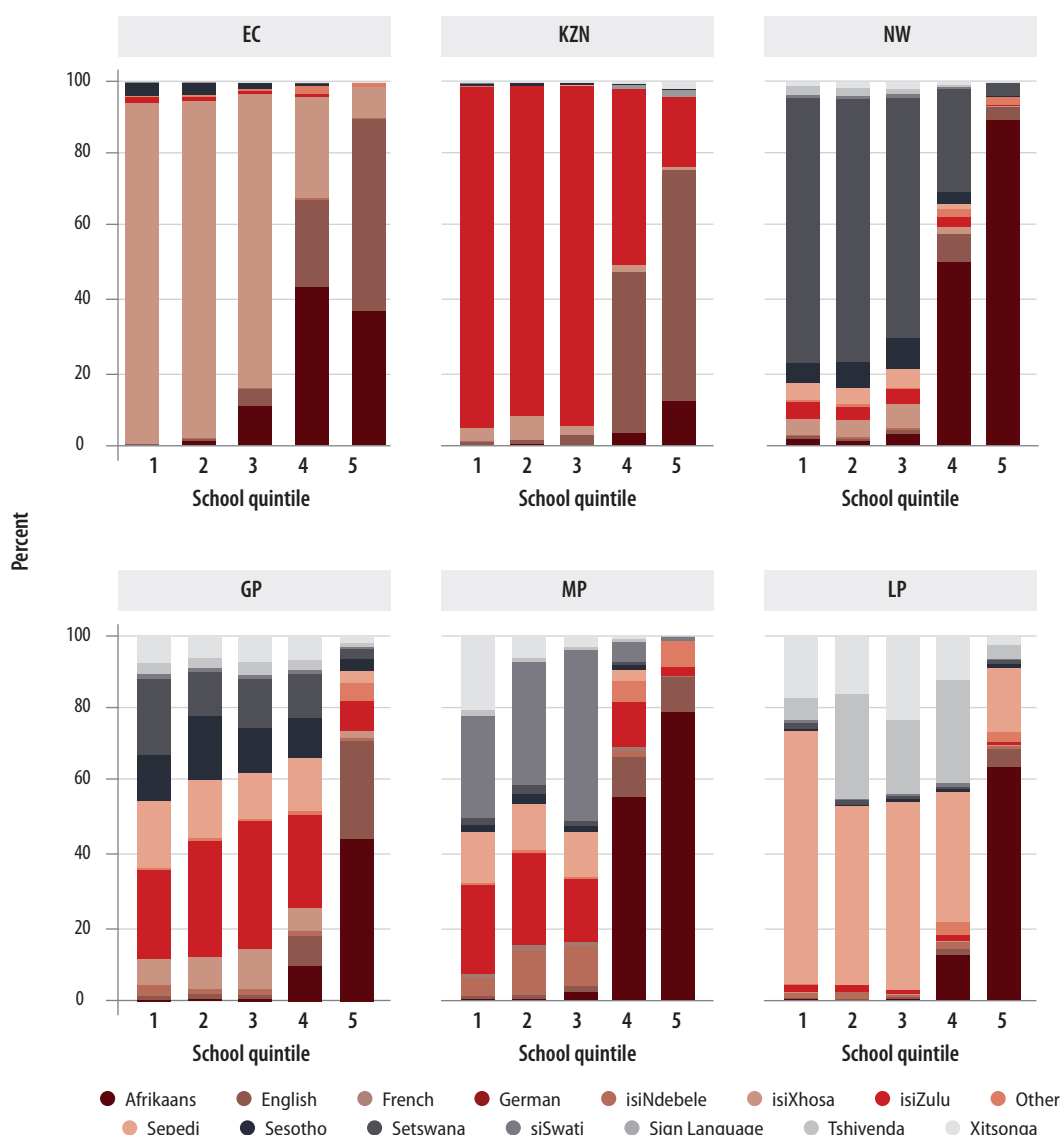 EC KZN NW
100
80
60
40
20
0
1 2 3 4 5 1 2 3 4 5 1 2 3 4 5
School quintile School quintile School quintile
Percent
GP MP LP
100
80
60
40
20
0
1 2 3 4 5 1 2 3 4 5 1 2 3 4 5
School quintile School quintile School quintile
Afrikaans English French German isiNdebele isiXhosa isiZulu Other
Sepedi Sesotho Setswana siSwati Sign Language Tshivenda Xitsonga